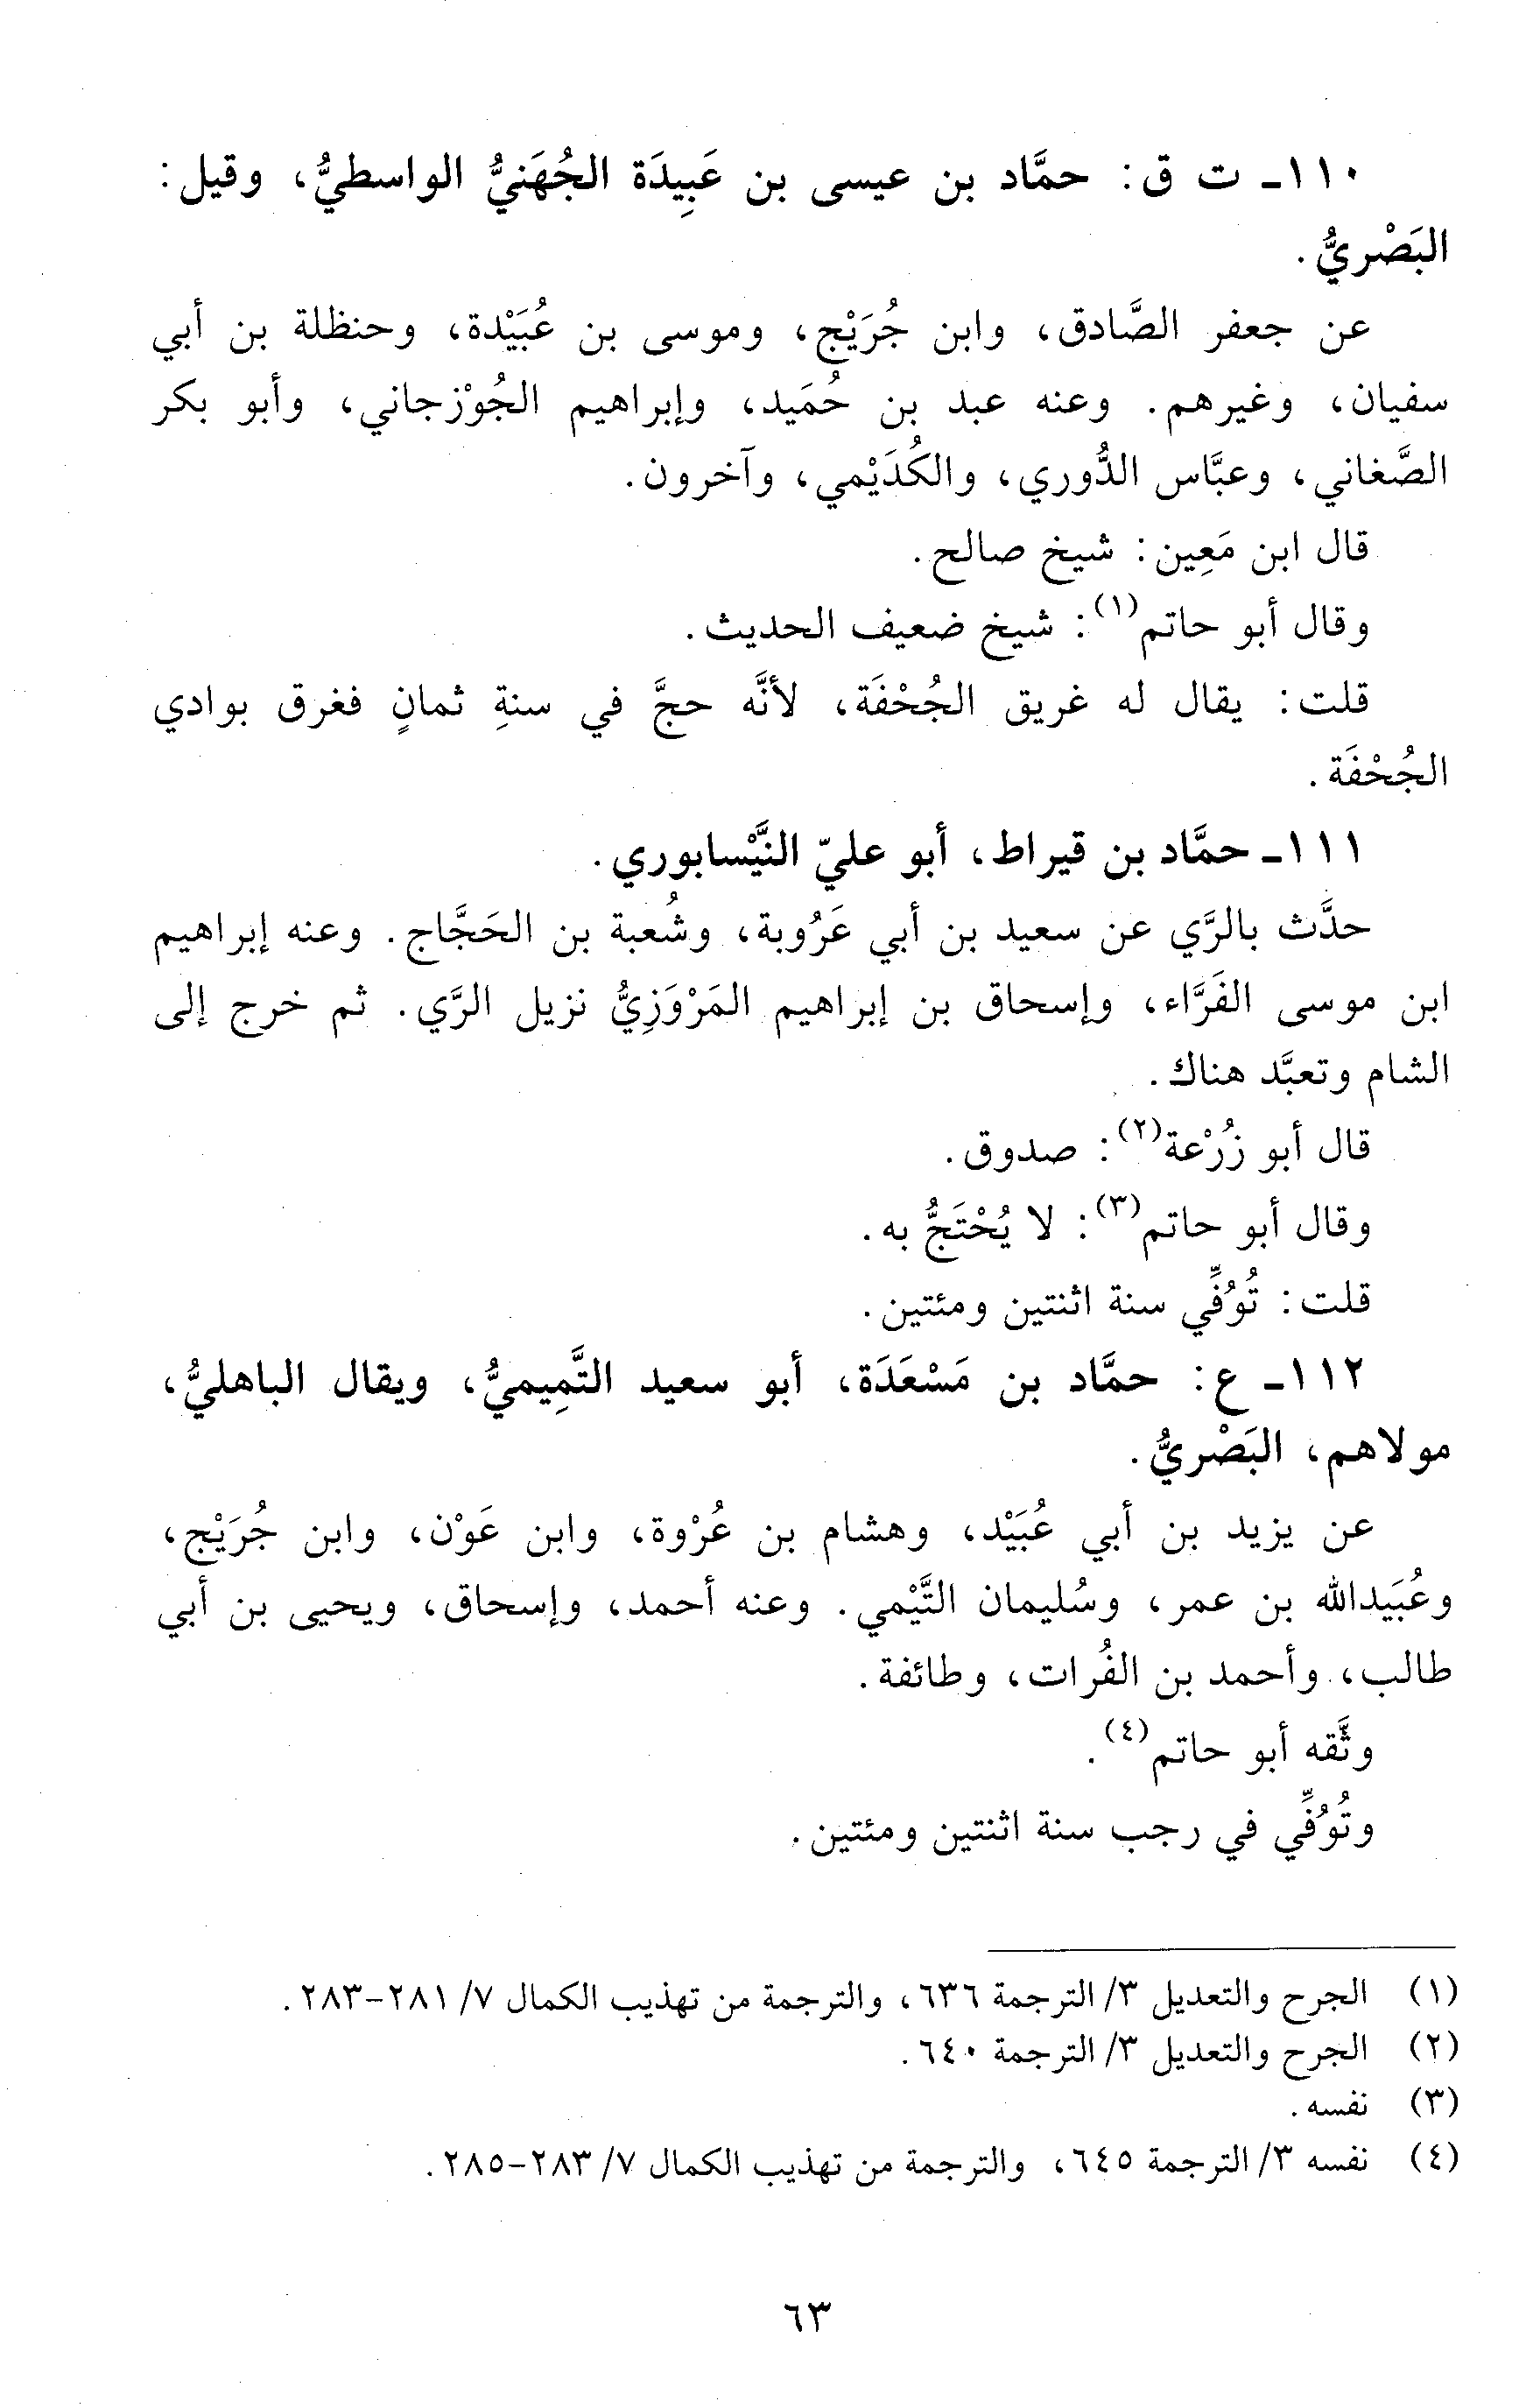 ١١٠ـ ت ق: حمَّاد بن عيسى بن عَبِيدَة الجُهَنيُّ الواسطيُّ، وقيل:
البَصْريُّ.
عن جعفر الصَّادق، وابن جُرَيْج، وموسى بن عُبَيْدة، وحنظلة بن أبي
سفيان، وغيرهم. وعنه عبد بن حُمَيد، وإبراهيم الجُوْزجاني، وأبو بكر
الصَّغاني، وعبَّاس الدُّوري، والكُدَيْمي، وآخرون.
قال ابن مَعِين: شيخ صالح.
وقال أبو حاتم(١): شيخ ضعيف الحديث.
قلت: يقال له غريق الجُحْفَة، لأنَّه حجَّ في سنةِ ثمانٍ فغرق بوادي
الجُحْفَة.
١١١ـ حمَّاد بن قيراط، أبو عليّ النَّيْسابوري.
حدَّث بالرَّي عن سعيد بن أبي عَرُوبة، وشُعبة بن الحَجَّاج. وعنه إبراهيم
ابن موسى الفَرَّاء، وإسحاق بن إبراهيم المَرْوَزِيُّ نزيل الرَّي. ثم خرج إلى
الشام وتعبَّد هناك.
قال أبو زُرْعة(٢): صدوق.
وقال أبو حاتم(٣): لا يُحْتَجُّ به.
قلت: تُوُفِّي سنة اثنتين ومئتين.
١١٢ـ ع: حمَّاد بن مَسْعَدَة، أبو سعيد التَّمِيميُّ، ويقال الباهليُّ،
مولاهم، البَصْريُّ.
عن يزيد بن أبي عُبَيْد، وهشام بن عُرْوة، وابن عَوْن، وابن جُرَيْج،
وعُبَيدالله بن عمر، وسُليمان التَّيْمي. وعنه أحمد، وإسحاق، ويحيى بن أبي
طالب، وأحمد بن الفُرات، وطائفة.
وثَّقه أبو حاتم(٤).
وتُوُفِّي في رجب سنة اثنتين ومئتين.
(١) الجرح والتعديل ٣/ الترجمة ٦٣٦، والترجمة من تهذيب الكمال ٧/ ٢٨١-٢٨٣.
(٢) الجرح والتعديل ٣/ الترجمة ٦٤٠.
(٣) نفسه.
(٤) نفسه ٣/ الترجمة ٦٤٥، والترجمة من تهذيب الكمال ٧/ ٢٨٣-٢٨٥.
٦٣